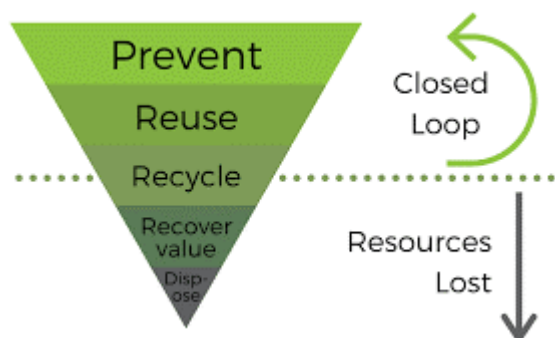 Prevent
Reuse
Recycle
Recover
value
Disp-
ose
Closed
Loop
Resources
Lost